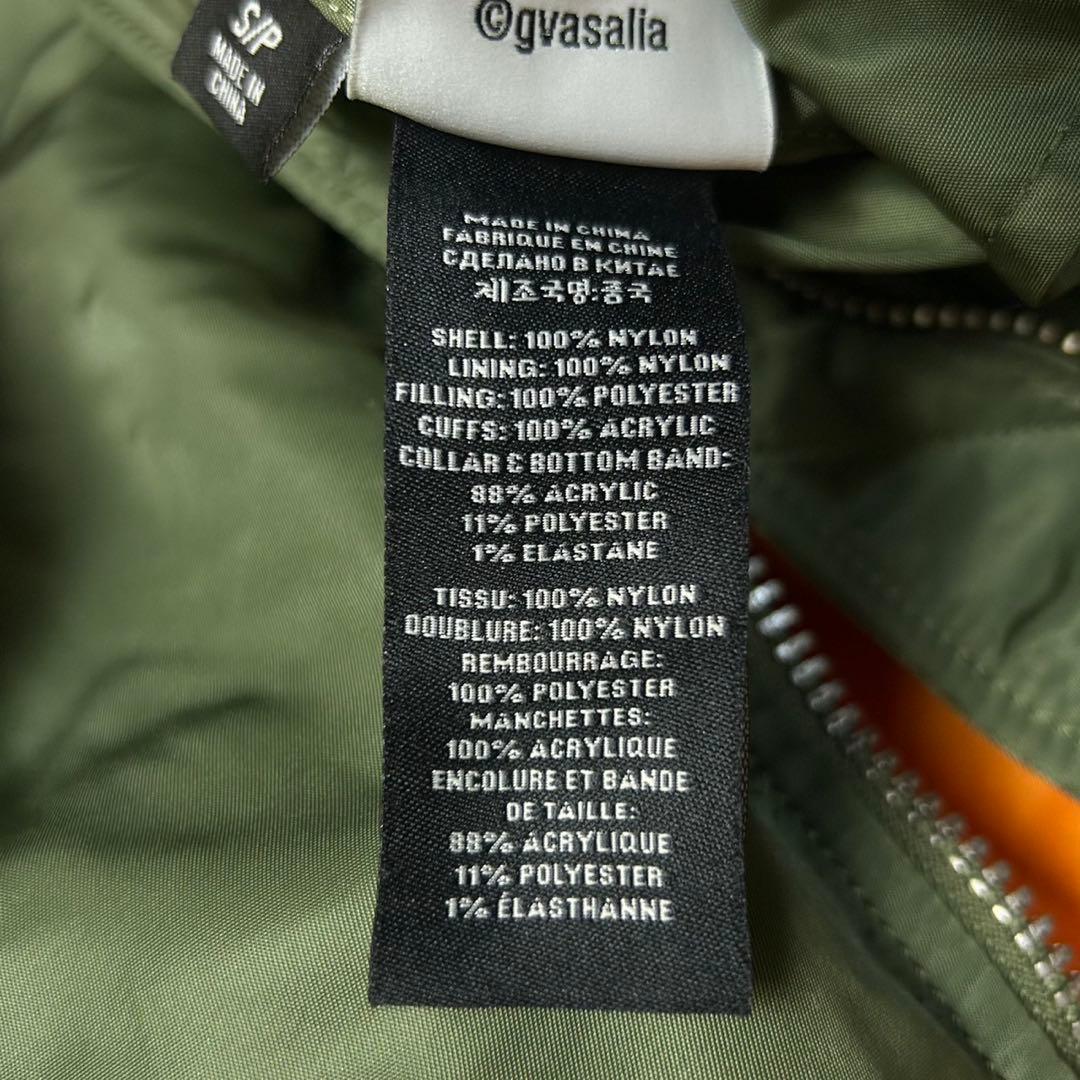 ©gvasalia
S/P
MADE IN
CHINA
MADE IN CHINA
FABRIQUE EN CHINE
СДЕЛАНО В КИТАЕ
제조국명:중국
SHELL: 100% NYLON
LINING: 100% NYLON
FILLING: 100% POLYESTER
CUFFS: 100% ACRYLIC
COLLAR & BOTTOM BAND:
88% ACRYLIC
11% POLYESTER
1% ELASTANE
TISSU: 100% NYLON
DOUBLURE: 100% NYLON
REMBOURRAGE:
100% POLYESTER
MANCHETTES:
100% ACRYLIQUE
ENCOLURE ET BANDE
DE TAILLE:
88% ACRYLIQUE
11% POLYESTER
1% ÉLASTHANNE